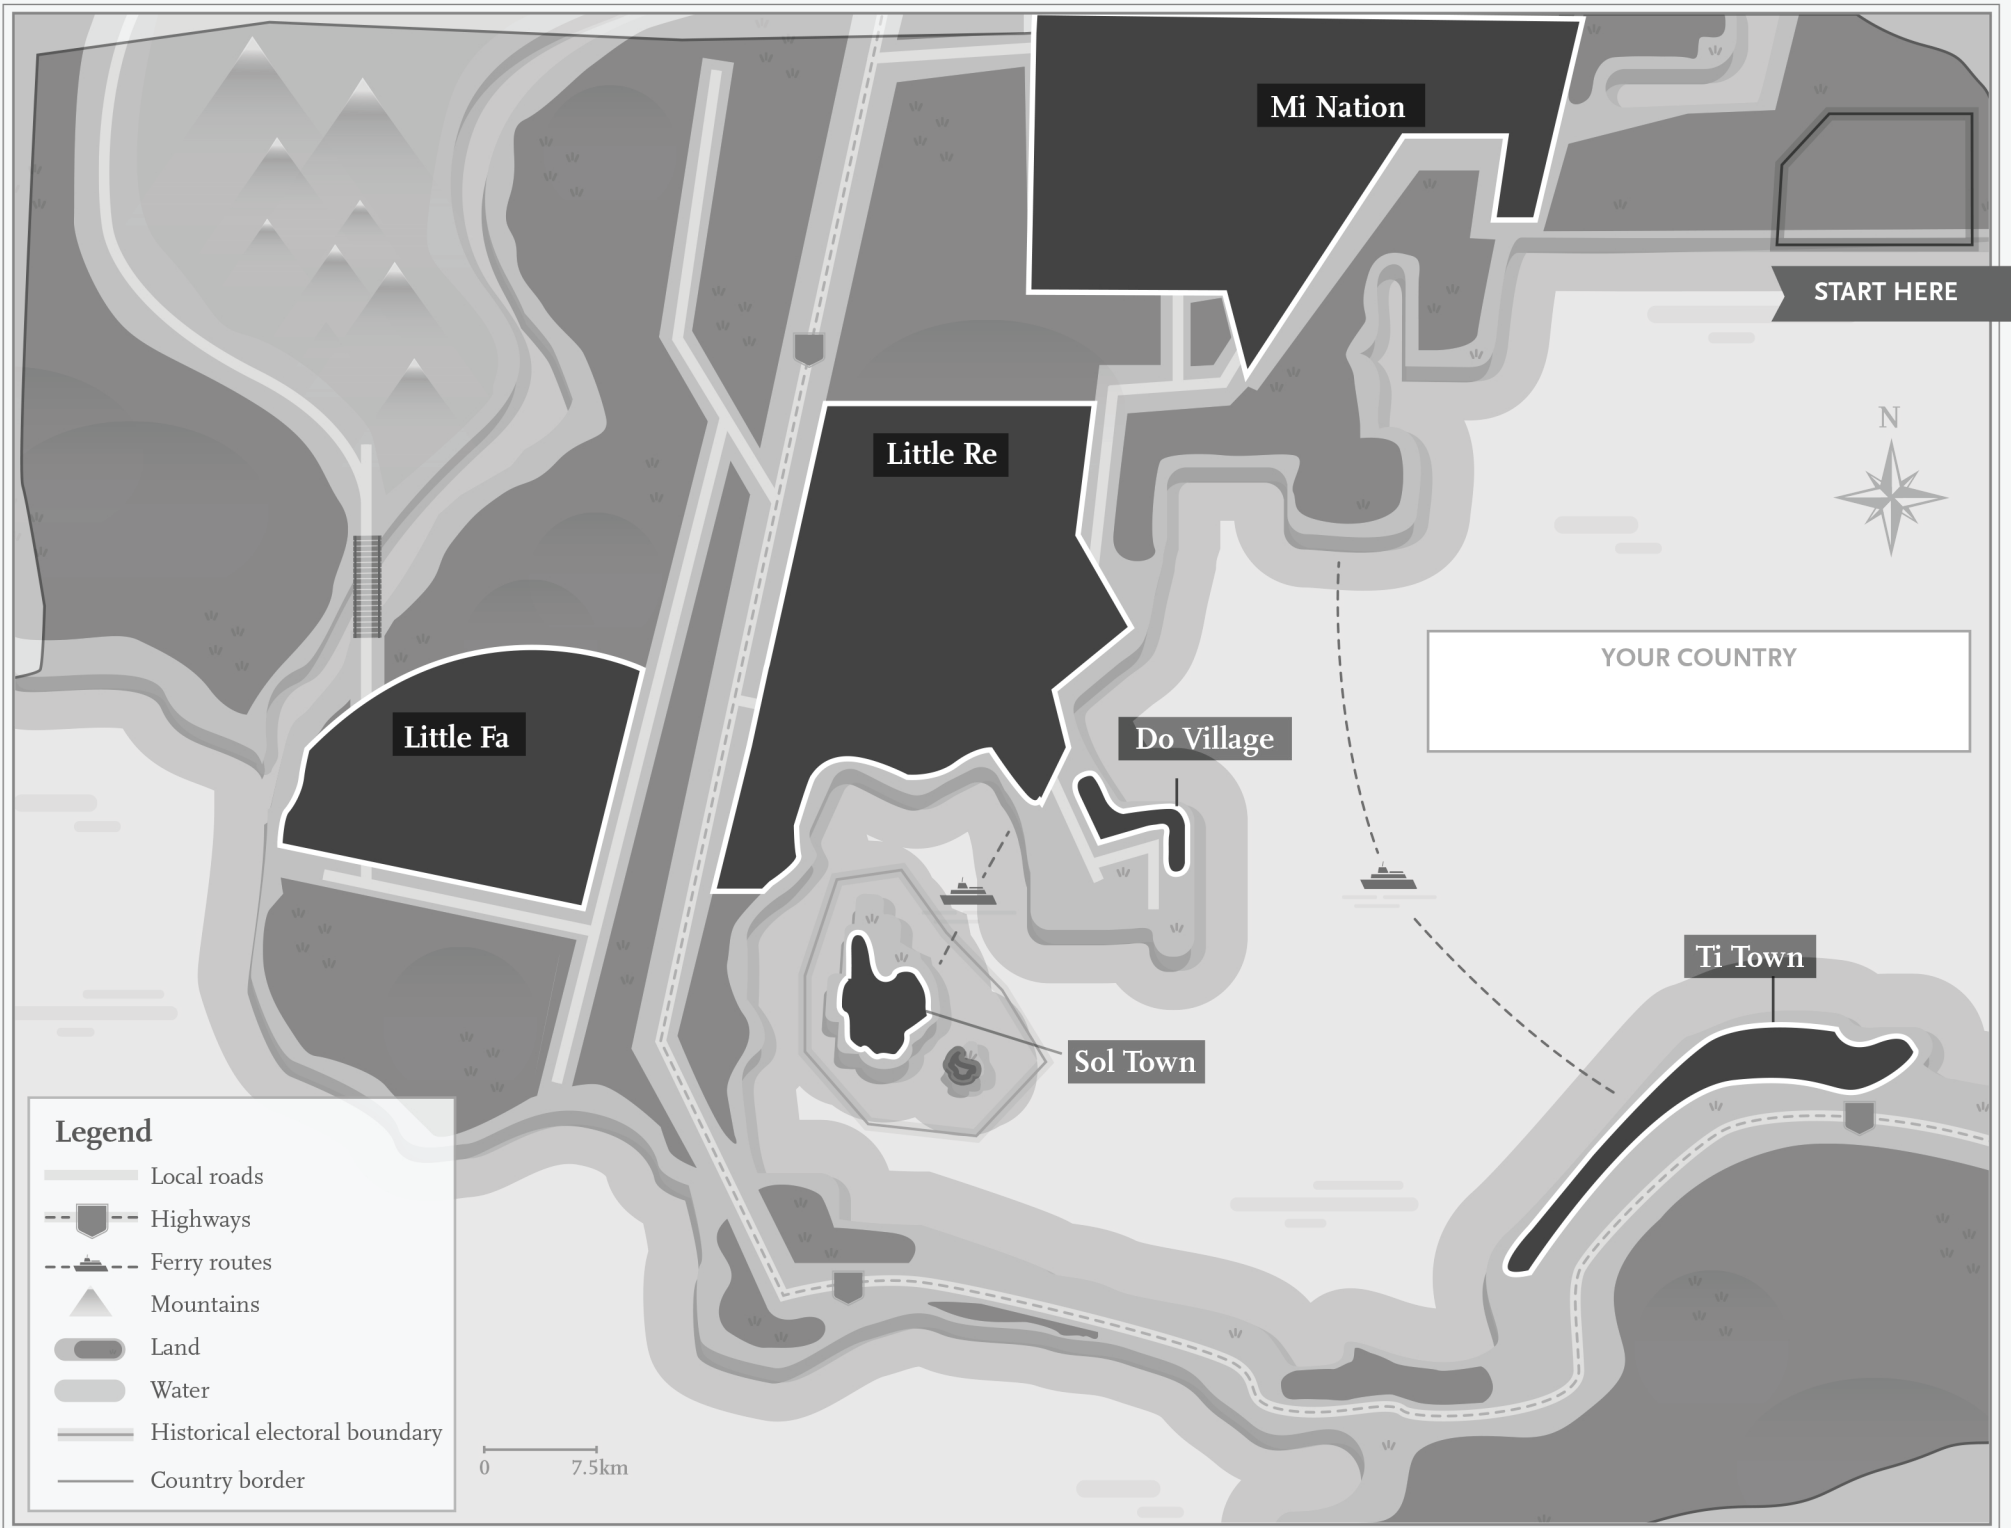 Mi Nation
START HERE
N
Little Re
YOUR COUNTRY
Do Village
Little Fa
Ti Town
Sol Town
Legend
Local roads
Highways
Ferry routes
Mountains
Land
Water
Historical electoral boundary
Country border
0 7.5km